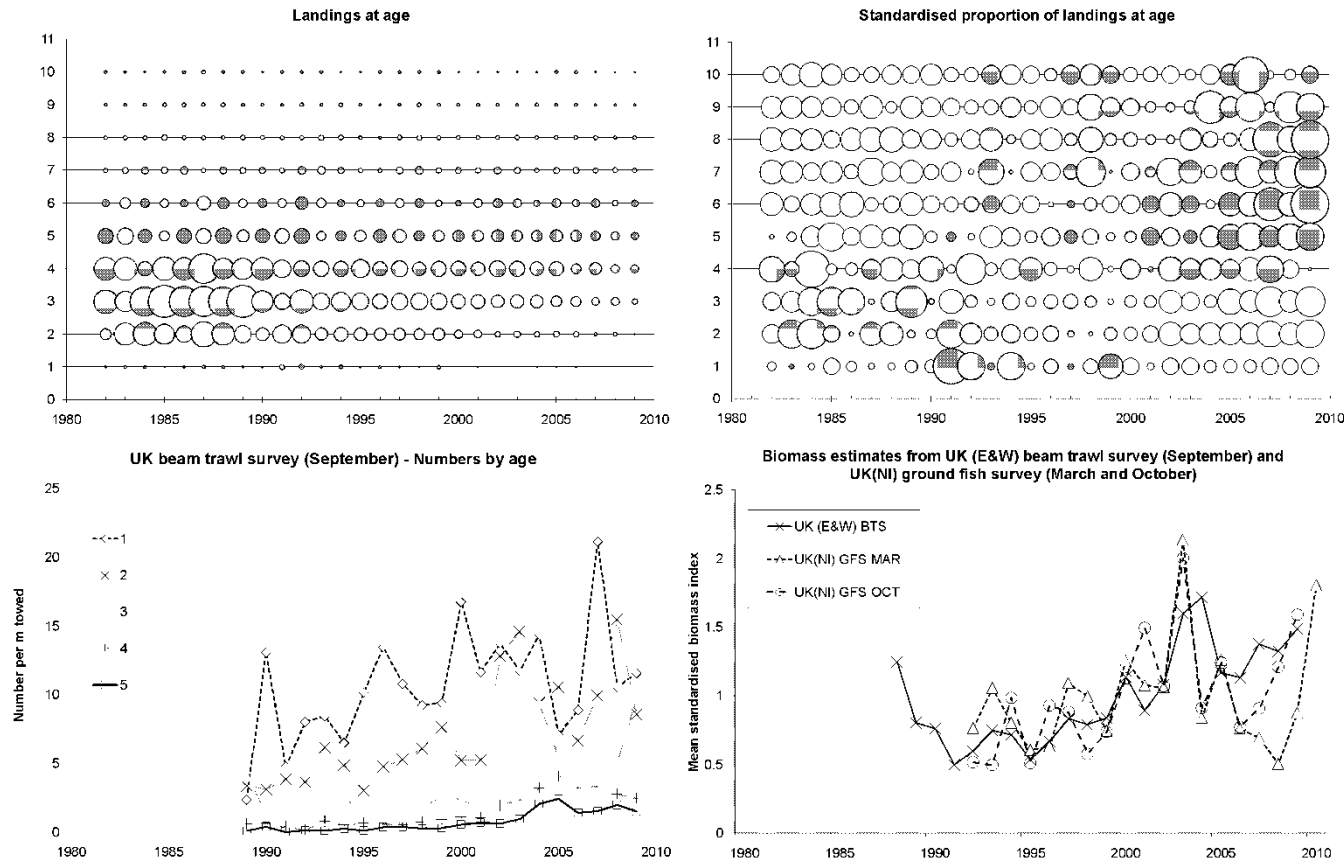 Landings at age
11
10
9
8
7
6
5
4
3
2
1
0
1980 1985 1990 1995 2000 2005 2010
Standardised proportion of landings at age
11
10
9
8
7
6
5
4
3
2
1
0
1980 1985 1990 1995 2000 2005 2010
UK beam trawl survey (September) - Numbers by age
25
20
15
10
5
0
Number per m towed
1
2
3
4
5
1980 1985 1990 1995 2000 2005 2010
Biomass estimates from UK (E&W) beam trawl survey (September) and
UK(NI) ground fish survey (March and October)
2.5
2
1.5
1
0.5
0
Mean standardised biomass index
UK (E&W) BTS
UK(NI) GFS MAR
UK(NI) GFS OCT
1980 1985 1990 1995 2000 2005 2010